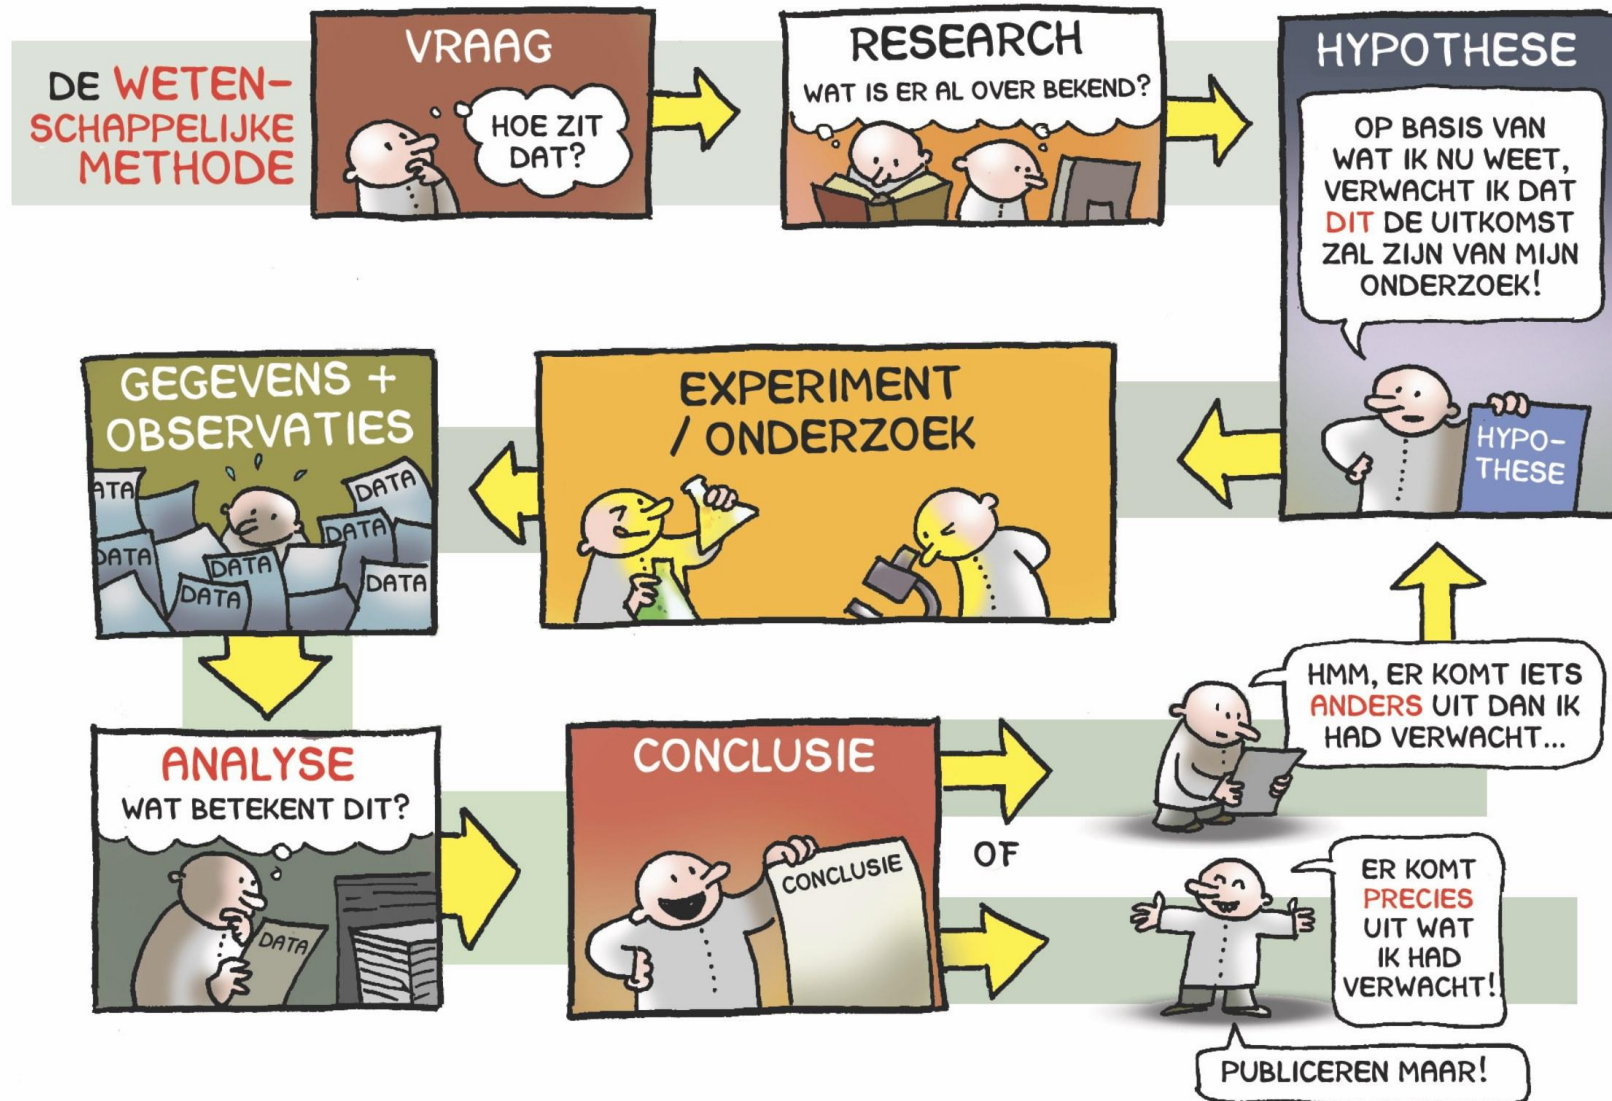 DE WETEN-
SCHAPPELIJKE
METHODE
VRAAG
HOE ZIT
DAT?
RESEARCH
WAT IS ER AL OVER BEKEND?
HYPOTHESE
OP BASIS VAN
WAT IK NU WEET,
VERWACHT IK DAT
DIT DE UITKOMST
ZAL ZIJN VAN MIJN
ONDERZOEK!
HYPO-
THESE
EXPERIMENT
/ ONDERZOEK
GEGEVENS +
OBSERVATIES
ATA
DATA
DATA
DATA
DATA
DATA
DATA
ANALYSE
WAT BETEKENT DIT?
DATA
CONCLUSIE
CONCLUSIE
HMM, ER KOMT IETS
ANDERS UIT DAN IK
HAD VERWACHT...
OF
ER KOMT
PRECIES
UIT WAT
IK HAD
VERWACHT!
PUBLICEREN MAAR!